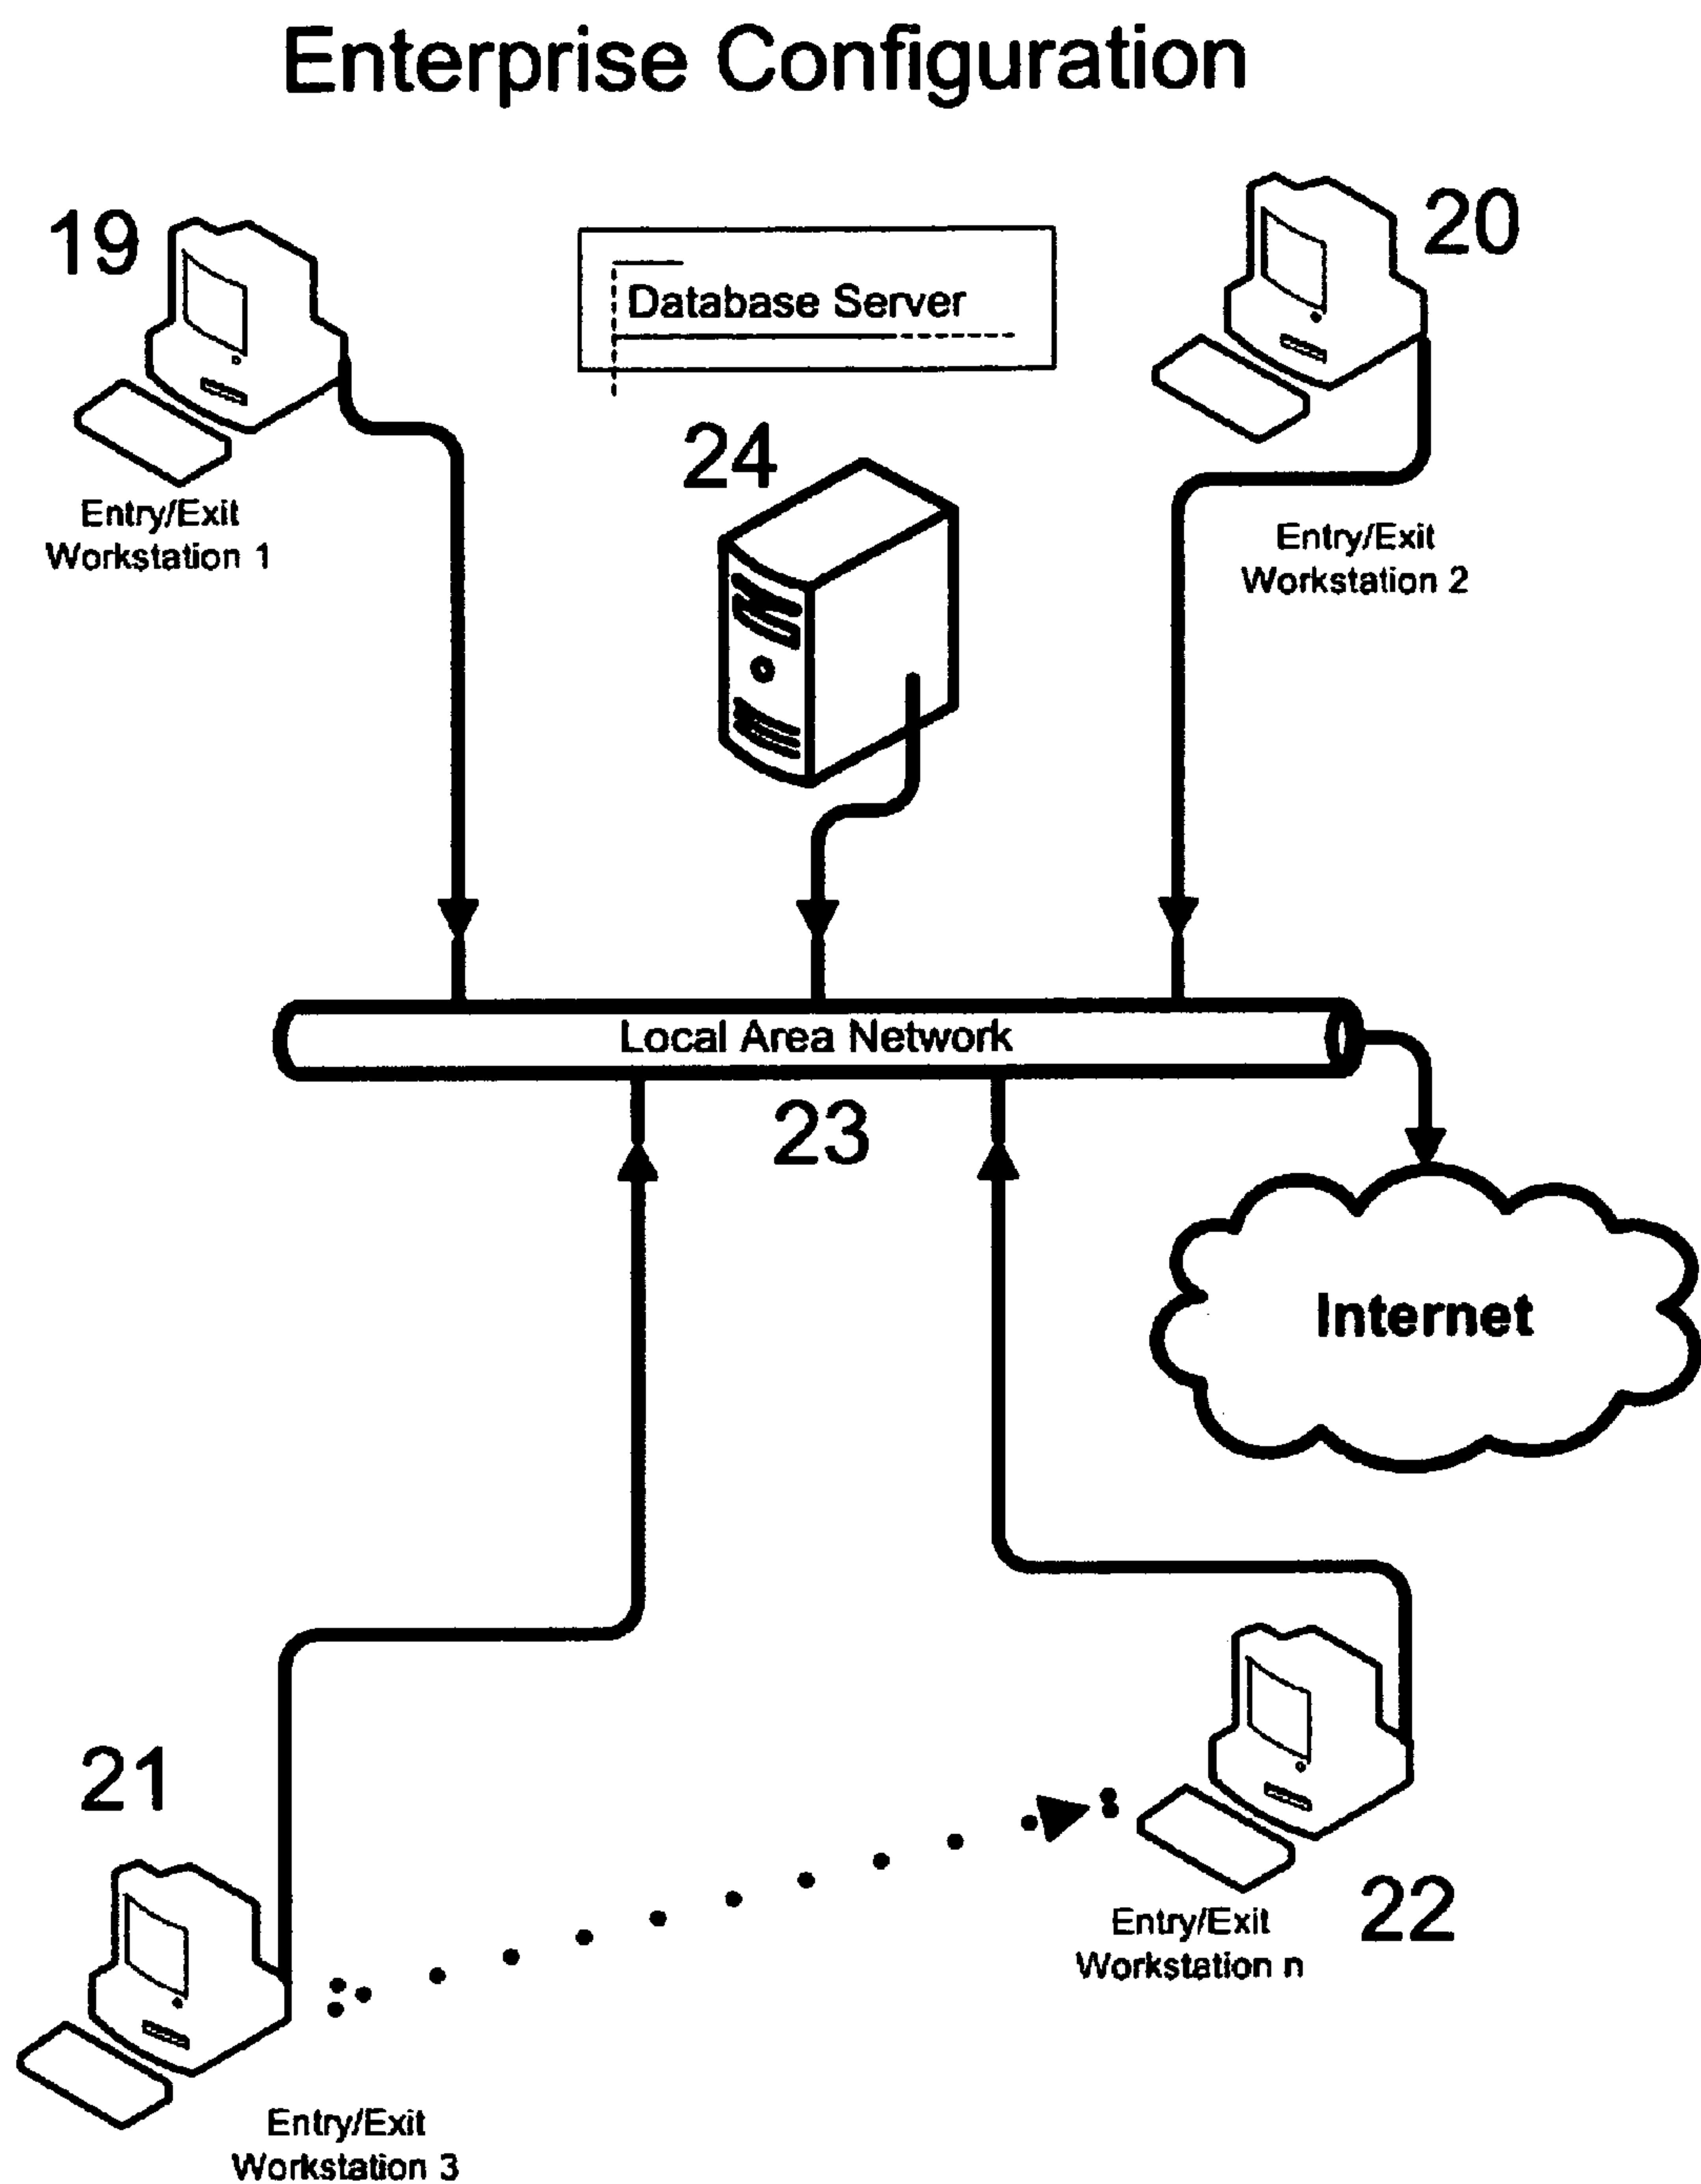 Enterprise Configuration
19
20
Database Server
24
Entry/Exit
Workstation 1
Entry/Exit
Workstation 2
Local Area Network
23
Internet
21
22
Entry/Exit
Workstation n
Entry/Exit
Workstation 3